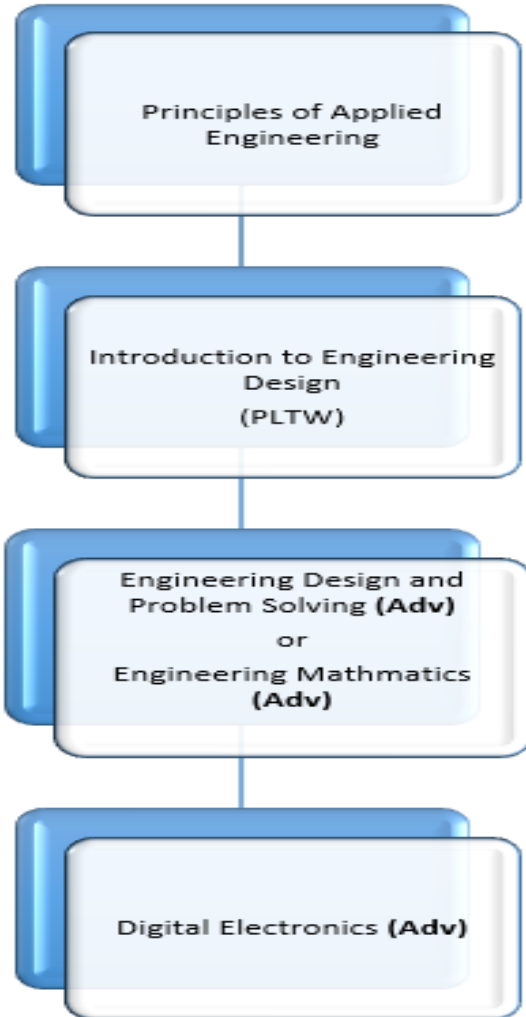 Principles of Applied
Engineering
Introduction to Engineering
Design
(PLTW)
Engineering Design and
Problem Solving (Adv)
or
Engineering Mathmatics
(Adv)
Digital Electronics (Adv)